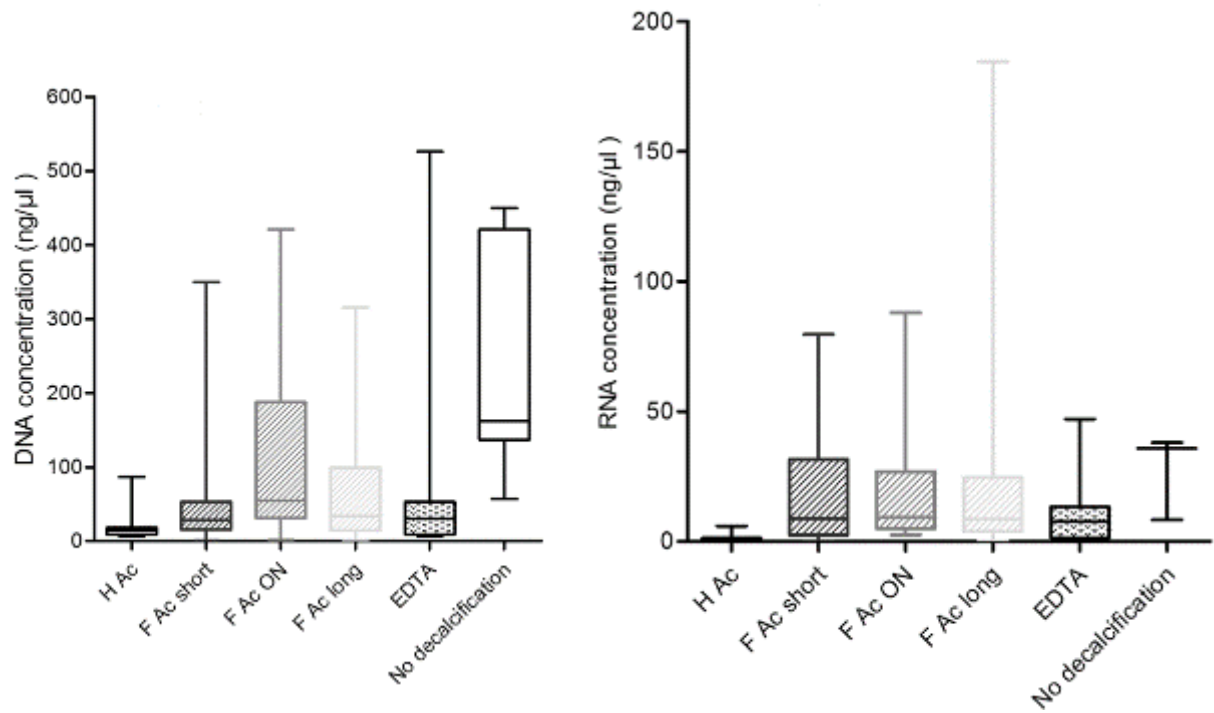 DNA concentration (ng/µl )
600
500
400
300
200
100
0
H Ac
F Ac short
F Ac ON
F Ac long
EDTA
No decalcification
RNA concentration (ng/µl )
200
150
100
50
0
H Ac
F Ac short
F Ac ON
F Ac long
EDTA
No decalcification